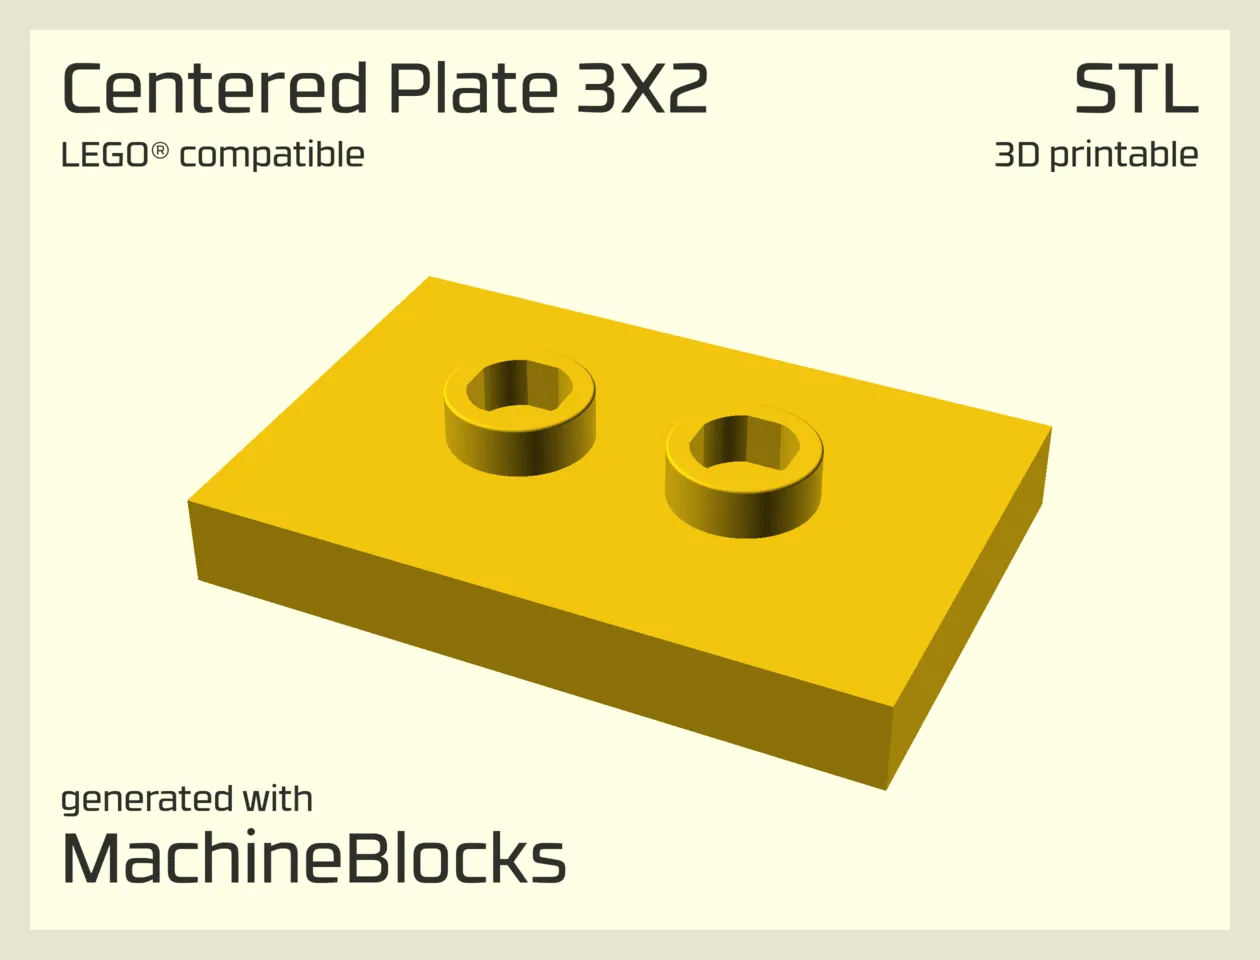 Centered Plate 3X2
STL
LEGO® compatible
3D printable
generated with
MachineBlocks